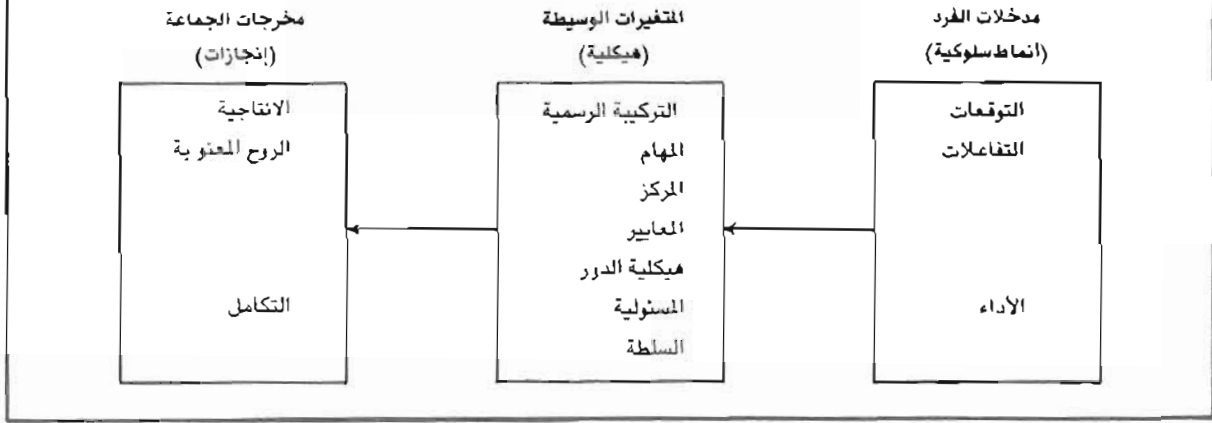 مدخلات الفرد
(أنماط سلوكية)
التوقعات
التفاعلات
الأداء
المتغيرات الوسيطة
(هيكلية)
التركيبة الرسمية
المهام
المركز
المعايير
هيكلية الدور
المسئولية
السلطة
مخرجات الجماعة
(إنجازات)
الانتاجية
الروح المعنوية
التكامل